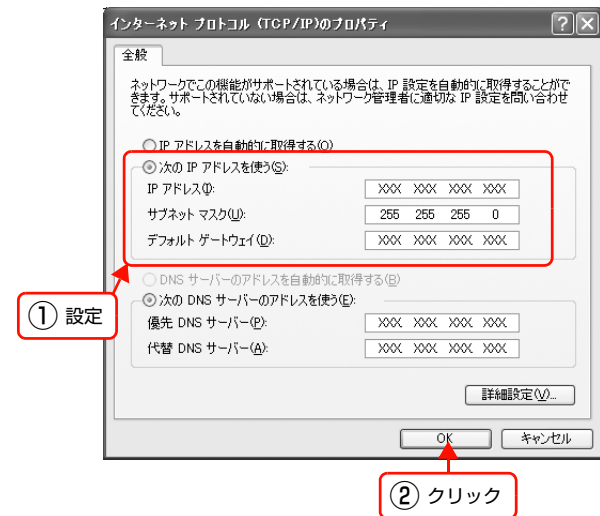 インターネット プロトコル (TCP/IP)のプロパティ
全般
ネットワークでこの機能がサポートされている場合は、IP 設定を自動的に取得することがで
きます。サポートされていない場合は、ネットワーク管理者に適切な IP 設定を問い合わせ
てください。
IP アドレスを自動的に取得する(O)
次の IP アドレスを使う(S):
IP アドレス(I): XXX XXX XXX XXX
サブネット マスク(U): 255 255 255 0
デフォルト ゲートウェイ(D): XXX XXX XXX XXX
DNS サーバーのアドレスを自動的に取得する(B)
次の DNS サーバーのアドレスを使う(E):
① 設定
優先 DNS サーバー(P): XXX XXX XXX XXX
代替 DNS サーバー(A): XXX XXX XXX XXX
詳細設定(V)...
OK キャンセル
② クリック